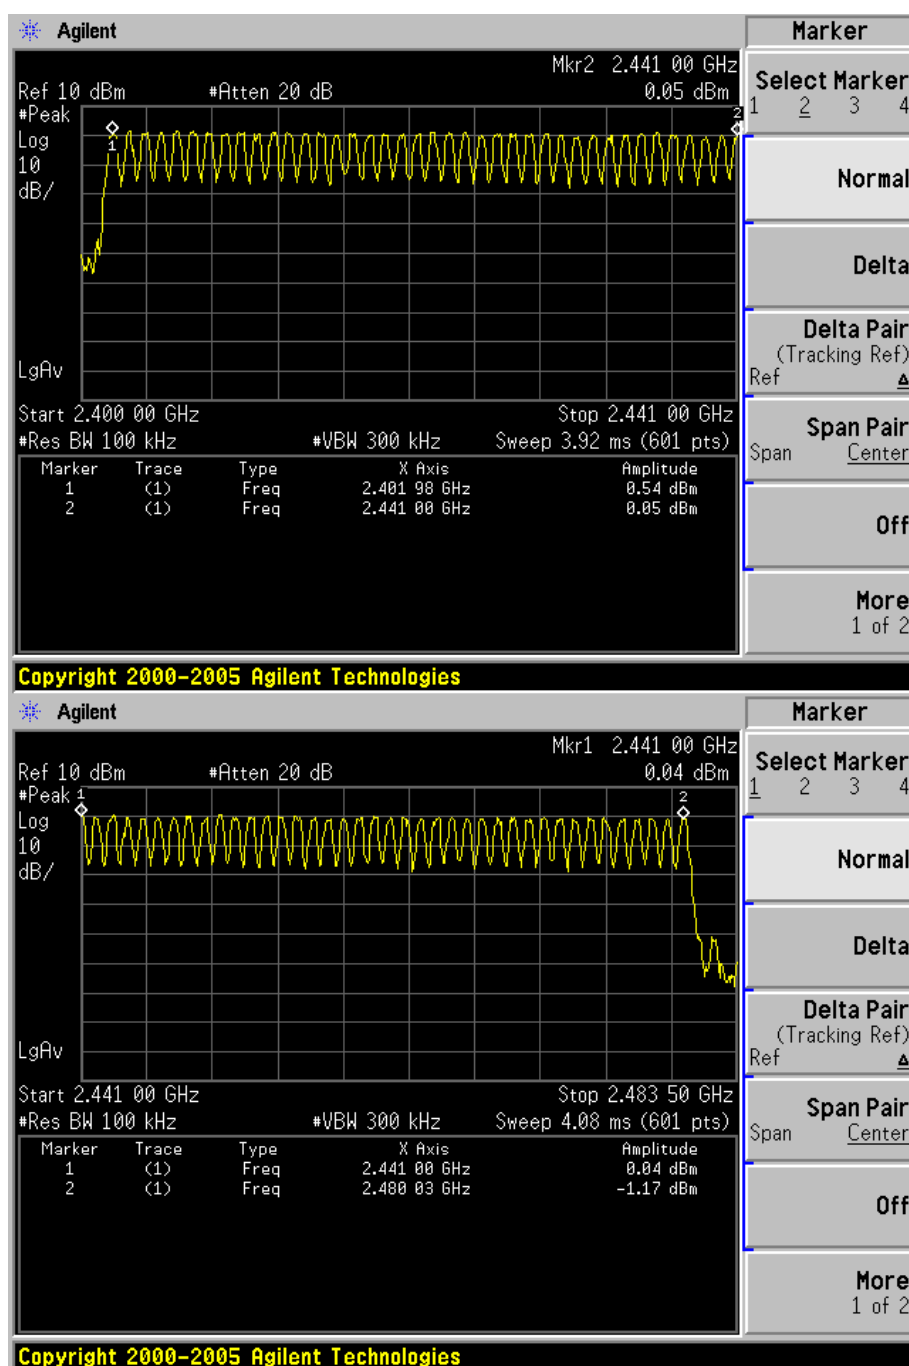 Agilent
Marker
Mkr2 2.441 00 GHz
Ref 10 dBm #Atten 20 dB 0.05 dBm
#Peak
Log
10
dB/
1
2
LgAv
Start 2.400 00 GHz Stop 2.441 00 GHz
#Res BW 100 kHz #VBW 300 kHz Sweep 3.92 ms (601 pts)
Marker Trace Type X Axis Amplitude
1 (1) Freq 2.401 98 GHz 0.54 dBm
2 (1) Freq 2.441 00 GHz 0.05 dBm
Select Marker
1 2 3 4
Normal
Delta
Delta Pair
(Tracking Ref)
Ref Δ
Span Pair
Span Center
Off
More
1 of 2
Copyright 2000-2005 Agilent Technologies
Agilent
Marker
Mkr1 2.441 00 GHz
Ref 10 dBm #Atten 20 dB 0.04 dBm
#Peak
Log
10
dB/
1
2
LgAv
Start 2.441 00 GHz Stop 2.483 50 GHz
#Res BW 100 kHz #VBW 300 kHz Sweep 4.08 ms (601 pts)
Marker Trace Type X Axis Amplitude
1 (1) Freq 2.441 00 GHz 0.04 dBm
2 (1) Freq 2.480 03 GHz -1.17 dBm
Select Marker
1 2 3 4
Normal
Delta
Delta Pair
(Tracking Ref)
Ref Δ
Span Pair
Span Center
Off
More
1 of 2
Copyright 2000-2005 Agilent Technologies